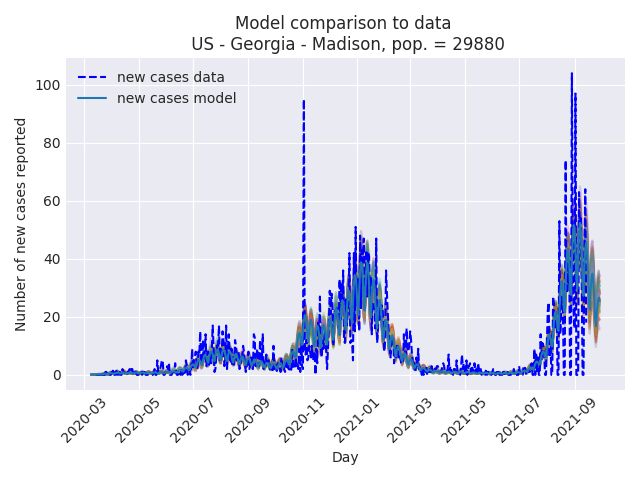 Model comparison to data
US - Georgia - Madison, pop. = 29880
new cases data
new cases model
Number of new cases reported
100
80
60
40
20
0
2020-03
2020-05
2020-07
2020-09
2020-11
2021-01
2021-03
2021-05
2021-07
2021-09
Day